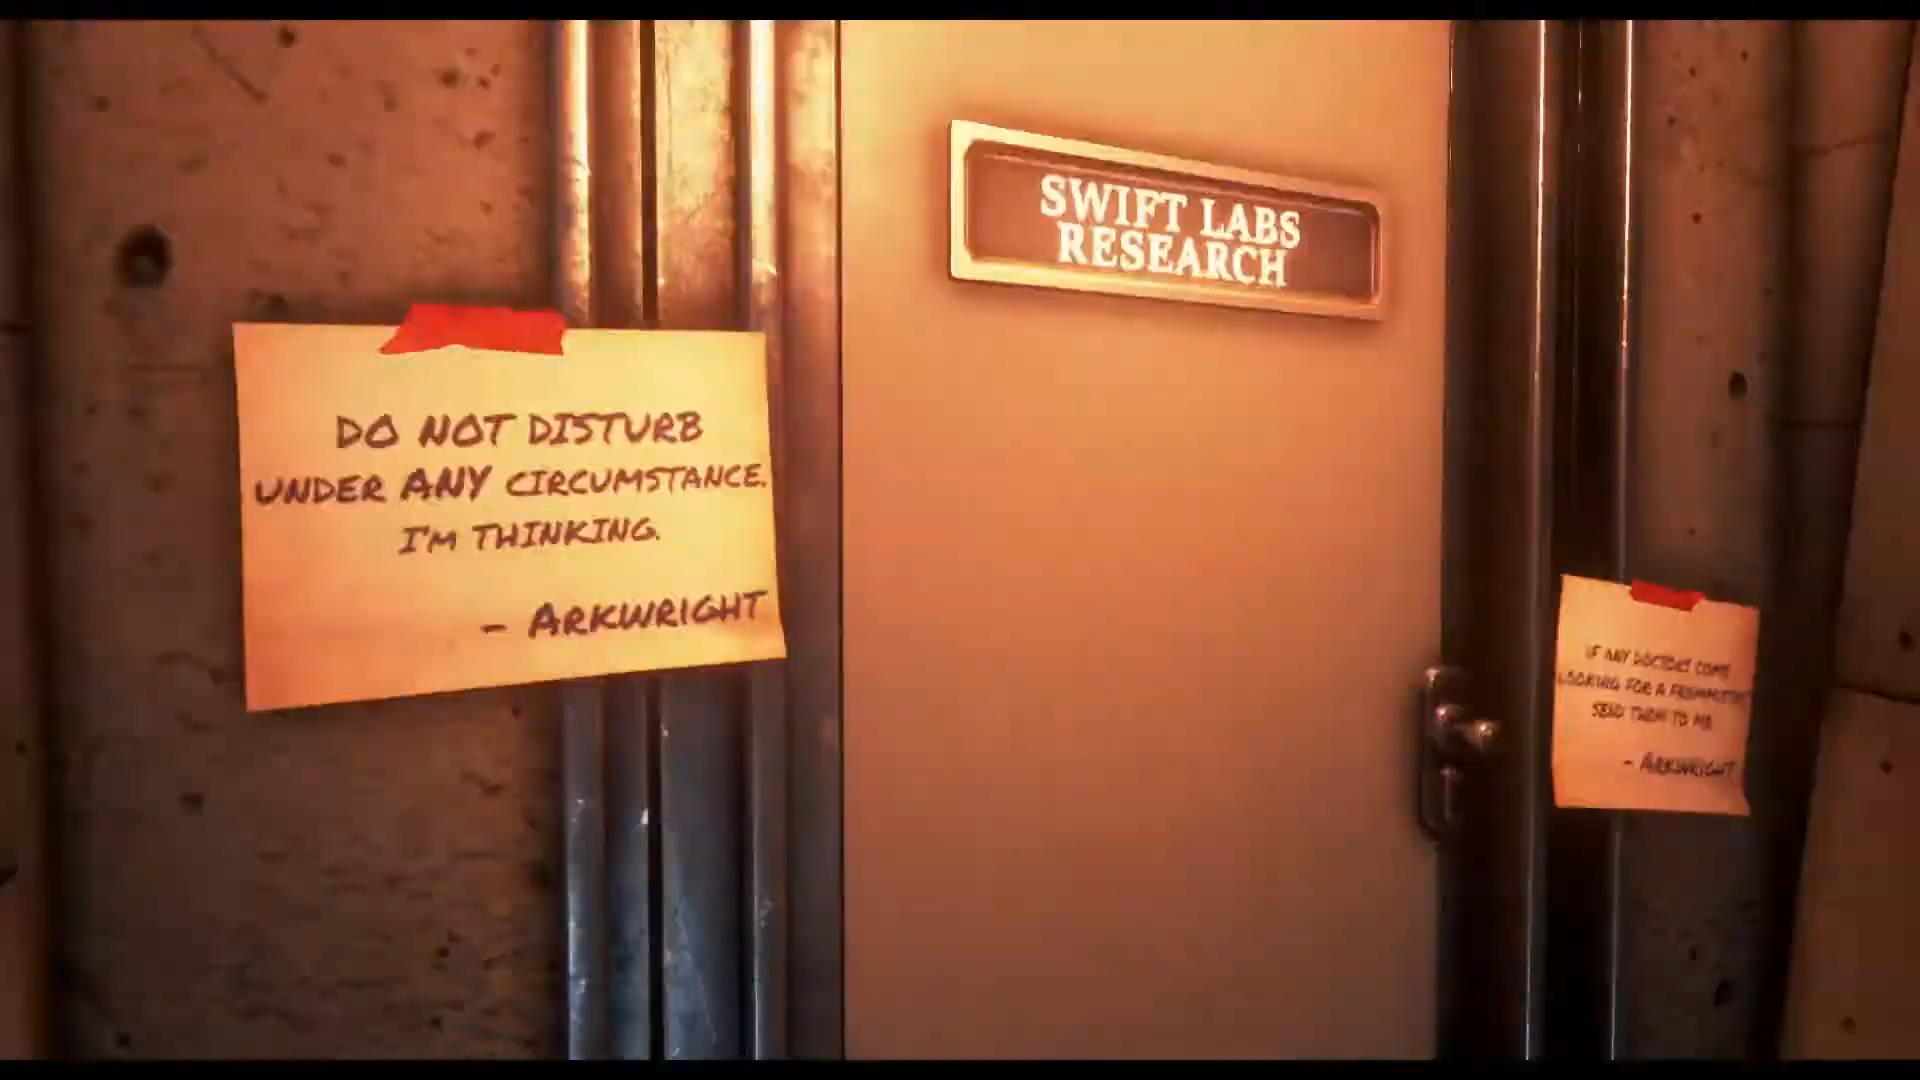 SWIFT LABS
RESEARCH
DO NOT DISTURB
UNDER ANY CIRCUMSTANCE.
I'M THINKING.
- ARKWRIGHT
IF ANY DOCTORS COME
LOOKING FOR A
SEND THEM TO ME
- ARKWRIGHT